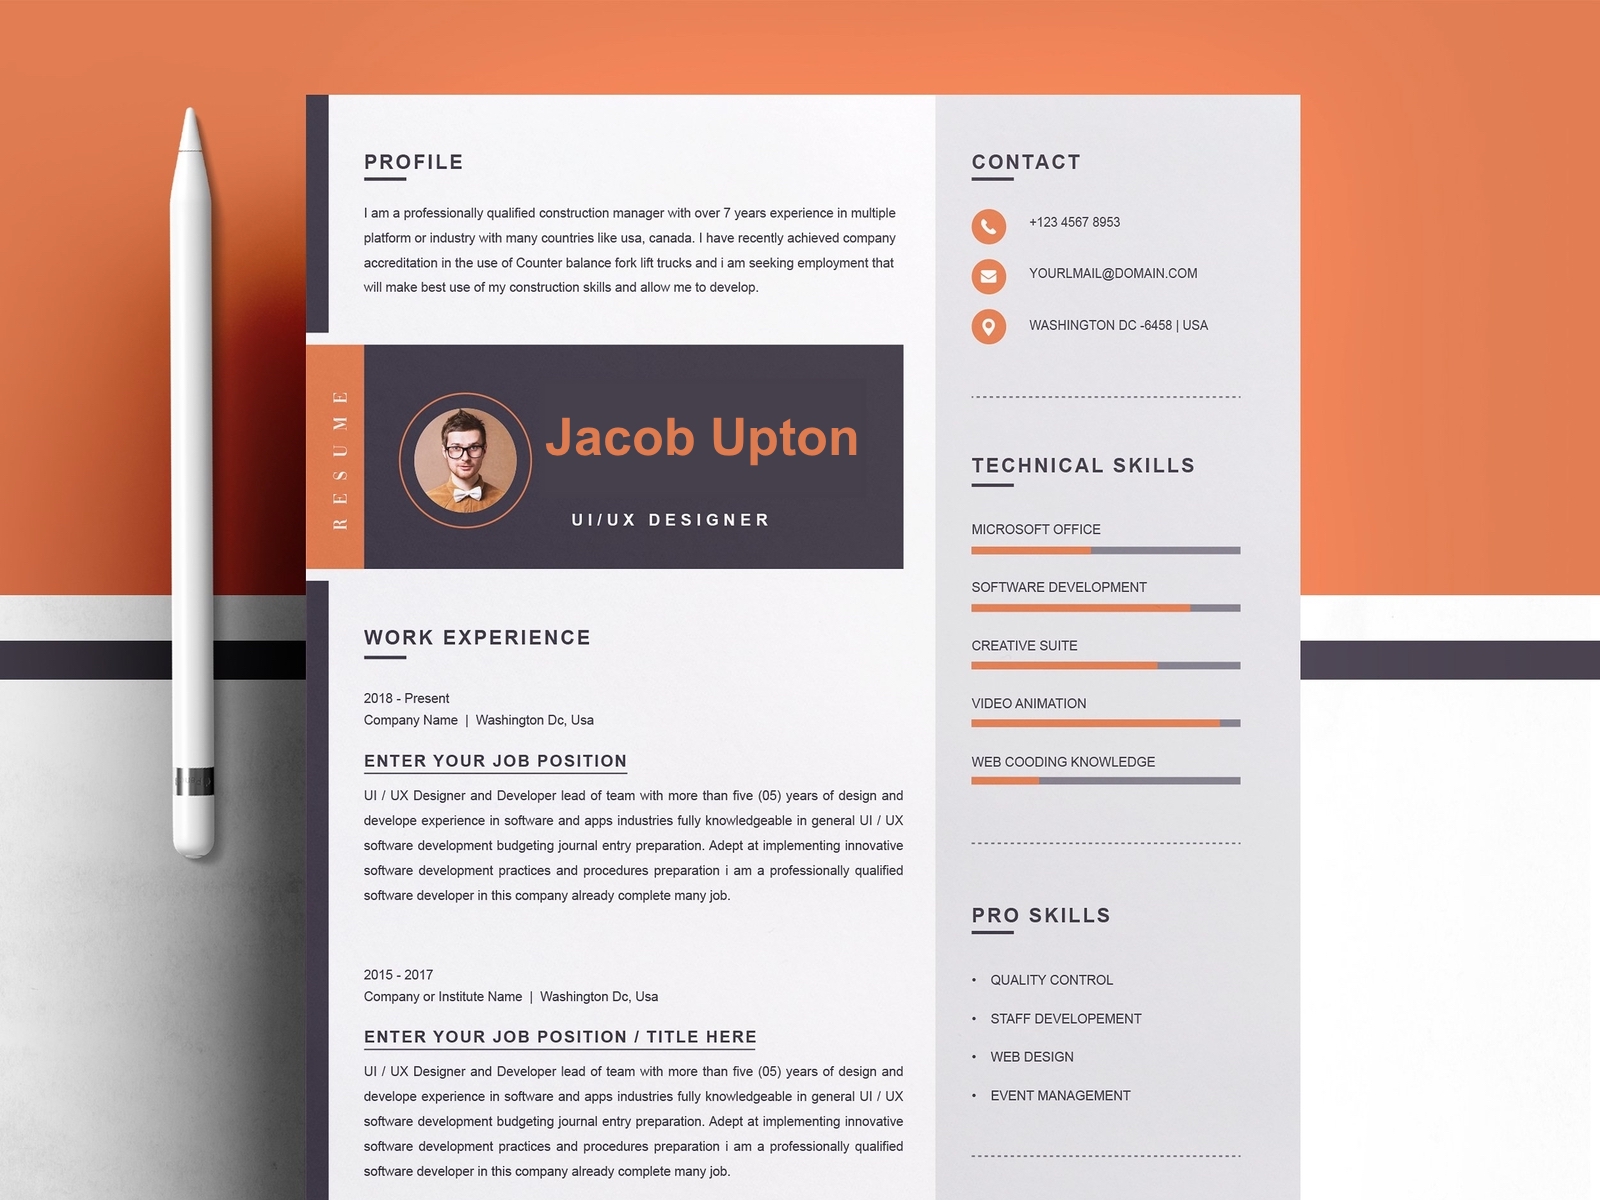 PROFILE
I am a professionally qualified construction manager with over 7 years experience in multiple
platform or industry with many countries like usa, canada. I have recently achieved company
accreditation in the use of Counter balance fork lift trucks and i am seeking employment that
will make best use of my construction skills and allow me to develop.
RESUME
Jacob Upton
UI/UX DESIGNER
WORK EXPERIENCE
2018 - Present
Company Name | Washington Dc, Usa
ENTER YOUR JOB POSITION
UI / UX Designer and Developer lead of team with more than five (05) years of design and
develope experience in software and apps industries fully knowledgeable in general UI / UX
software development budgeting journal entry preparation. Adept at implementing innovative
software development practices and procedures preparation i am a professionally qualified
software developer in this company already complete many job.
2015 - 2017
Company or Institute Name | Washington Dc, Usa
ENTER YOUR JOB POSITION / TITLE HERE
UI / UX Designer and Developer lead of team with more than five (05) years of design and
develope experience in software and apps industries fully knowledgeable in general UI / UX
software development budgeting journal entry preparation. Adept at implementing innovative
software development practices and procedures preparation i am a professionally qualified
software developer in this company already complete many job.
CONTACT
+123 4567 8953
YOURLMAIL@DOMAIN.COM
WASHINGTON DC -6458 | USA
TECHNICAL SKILLS
MICROSOFT OFFICE
SOFTWARE DEVELOPMENT
CREATIVE SUITE
VIDEO ANIMATION
WEB COODING KNOWLEDGE
PRO SKILLS
• QUALITY CONTROL
• STAFF DEVELOPEMENT
• WEB DESIGN
• EVENT MANAGEMENT